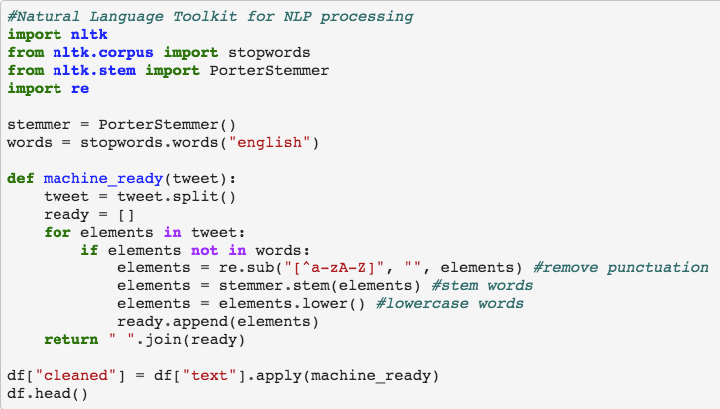 #Natural Language Toolkit for NLP processing
import nltk
from nltk.corpus import stopwords
from nltk.stem import PorterStemmer
import re

stemmer = PorterStemmer()
words = stopwords.words("english")

def machine_ready(tweet):
    tweet = tweet.split()
    ready = []
    for elements in tweet:
        if elements not in words:
            elements = re.sub("[^a-zA-Z]", "", elements) #remove punctuation
            elements = stemmer.stem(elements) #stem words
            elements = elements.lower() #lowercase words
            ready.append(elements)
    return " ".join(ready)

df["cleaned"] = df["text"].apply(machine_ready)
df.head()